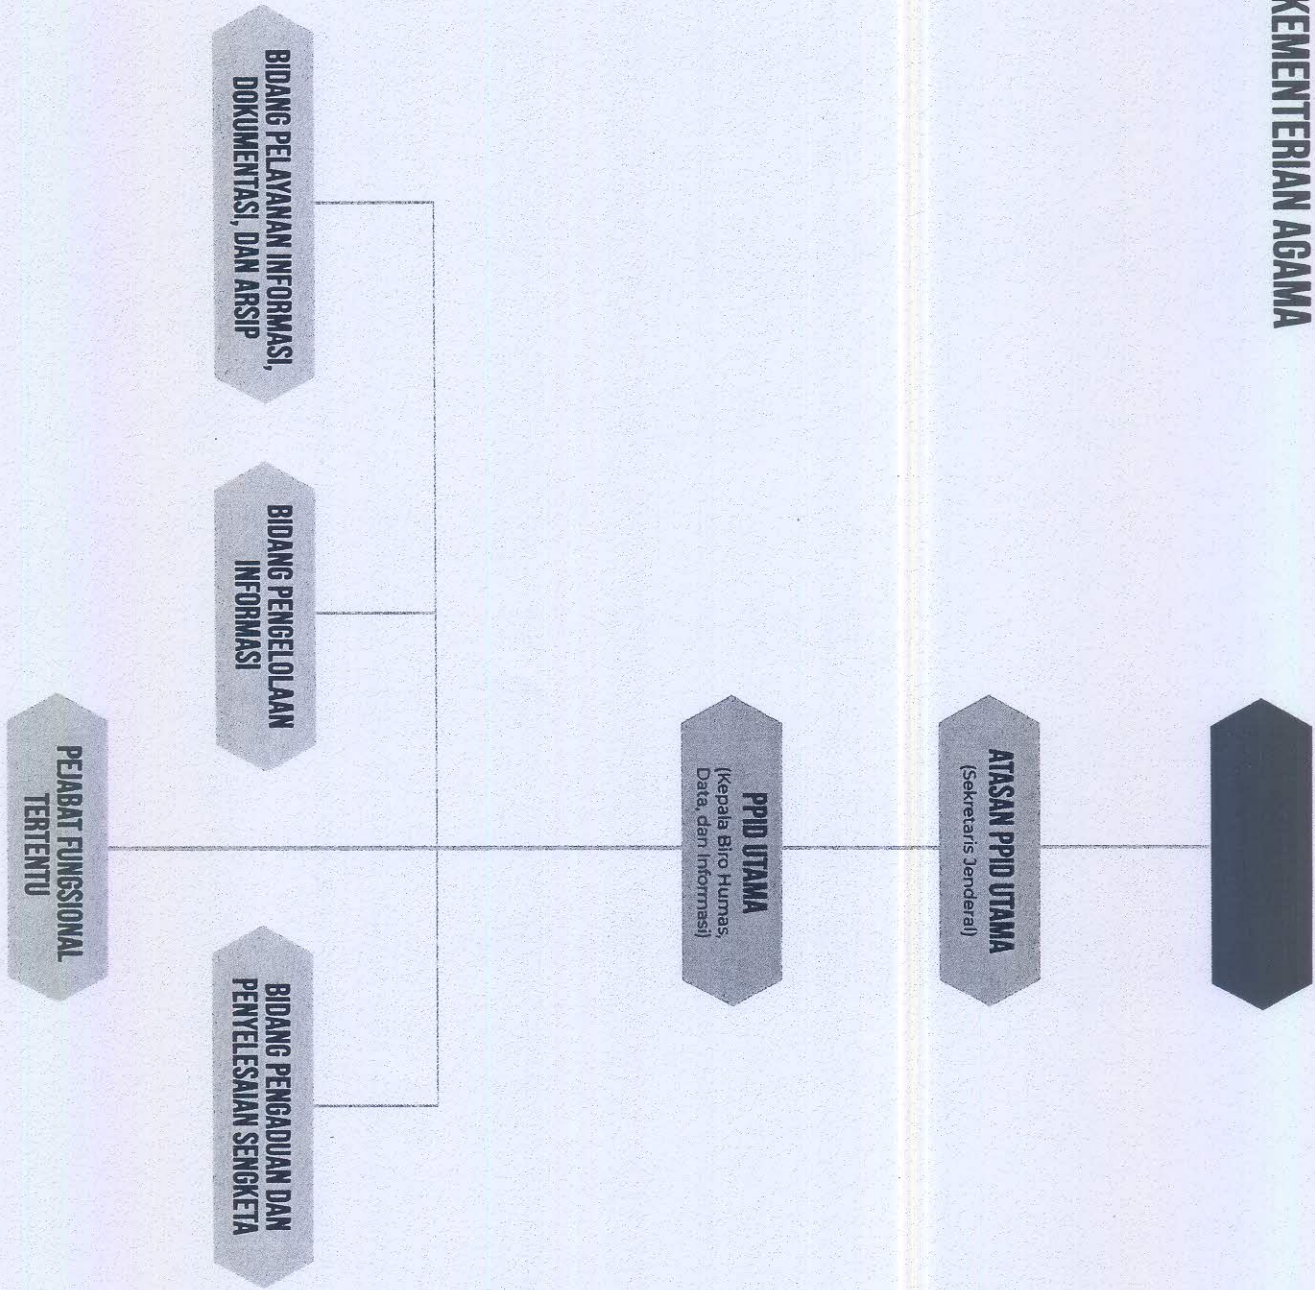 KEMENTERIAN AGAMA
ATASAN PPID UTAMA
(Sekretaris Jenderal)
PPID UTAMA
(Kepala Biro Humas,
Data, dan Informasi)
BIDANG PELAYANAN INFORMASI,
DOKUMENTASI, DAN ARSIP
BIDANG PENGELOLAAN
INFORMASI
BIDANG PENGADUAN DAN
PENYELESAIAN SENGKETA
PEJABAT FUNGSIONAL
TERTENTU